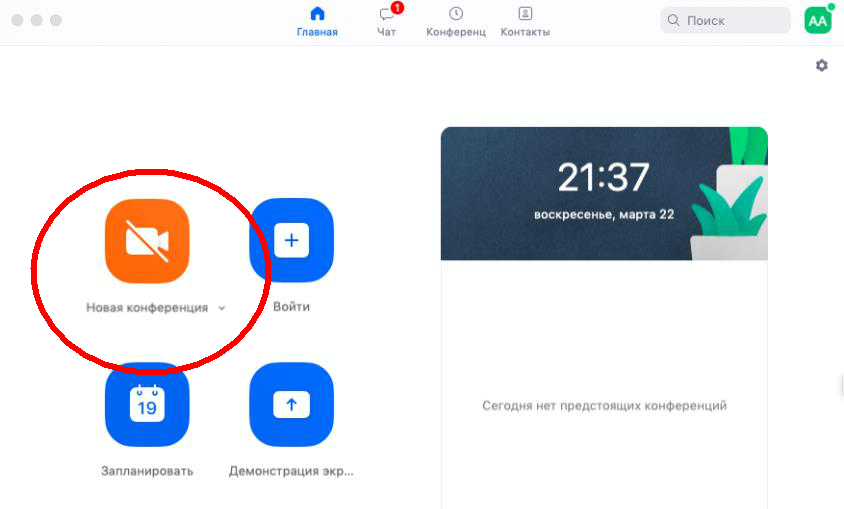 Главная
Чат
1
Конференц
Контакты
Поиск
AA
21:37
воскресенье, марта 22
Новая конференция
Войти
19
Запланировать
Демонстрация экр...
Сегодня нет предстоящих конференций